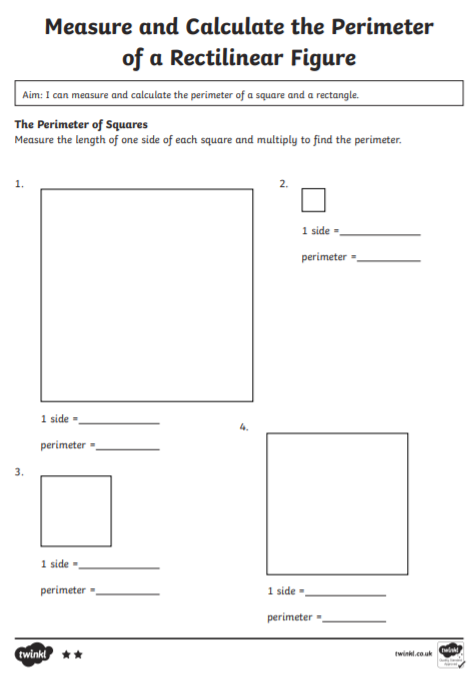 Measure and Calculate the Perimeter
of a Rectilinear Figure
Aim: I can measure and calculate the perimeter of a square and a rectangle.
The Perimeter of Squares
Measure the length of one side of each square and multiply to find the perimeter.
1.
1 side =
perimeter =
2.
1 side =
perimeter =
3.
1 side =
perimeter =
4.
1 side =
perimeter =
twinkl
twinkl.co.uk
twinkl